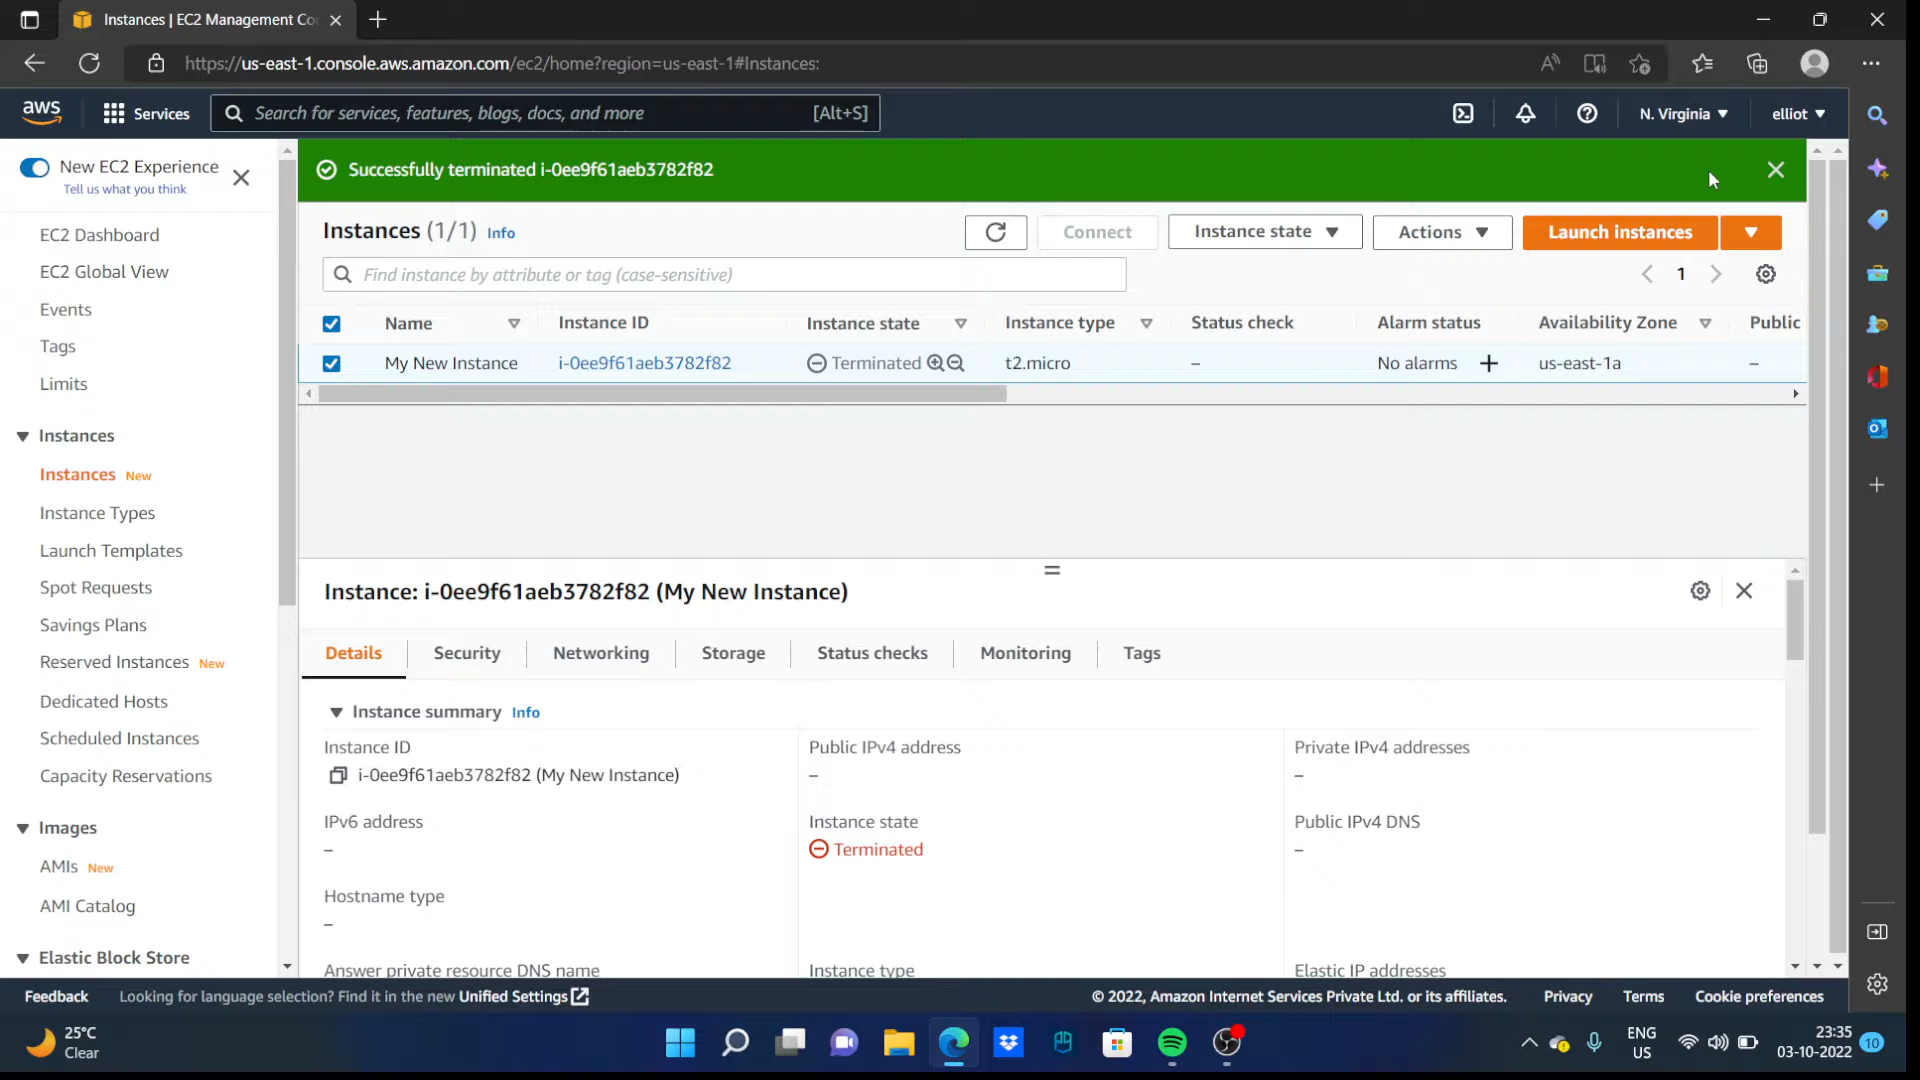 Instances | EC2 Management Co
https://us-east-1.console.aws.amazon.com/ec2/home?region=us-east-1#Instances:
aws
Services
Search for services, features, blogs, docs, and more
[Alt+S]
N. Virginia
elliot
New EC2 Experience
Tell us what you think
EC2 Dashboard
EC2 Global View
Events
Tags
Limits
Instances
Instances New
Instance Types
Launch Templates
Spot Requests
Savings Plans
Reserved Instances New
Dedicated Hosts
Scheduled Instances
Capacity Reservations
Images
AMIs New
AMI Catalog
Elastic Block Store
Successfully terminated i-0ee9f61aeb3782f82
Instances (1/1) Info
Connect
Instance state
Actions
Launch instances
Find instance by attribute or tag (case-sensitive)
1
Name Instance ID Instance state Instance type Status check Alarm status Availability Zone Public
My New Instance i-0ee9f61aeb3782f82 Terminated t2.micro – No alarms + us-east-1a –
Instance: i-0ee9f61aeb3782f82 (My New Instance)
Details Security Networking Storage Status checks Monitoring Tags
Instance summary Info
Instance ID Public IPv4 address Private IPv4 addresses
i-0ee9f61aeb3782f82 (My New Instance) – –
IPv6 address Instance state Public IPv4 DNS
– Terminated –
Hostname type
–
Answer private resource DNS name Instance type Elastic IP addresses
Feedback Looking for language selection? Find it in the new Unified Settings
© 2022, Amazon Internet Services Private Ltd. or its affiliates. Privacy Terms Cookie preferences
25°C
Clear
ENG
US
23:35
03-10-2022
10